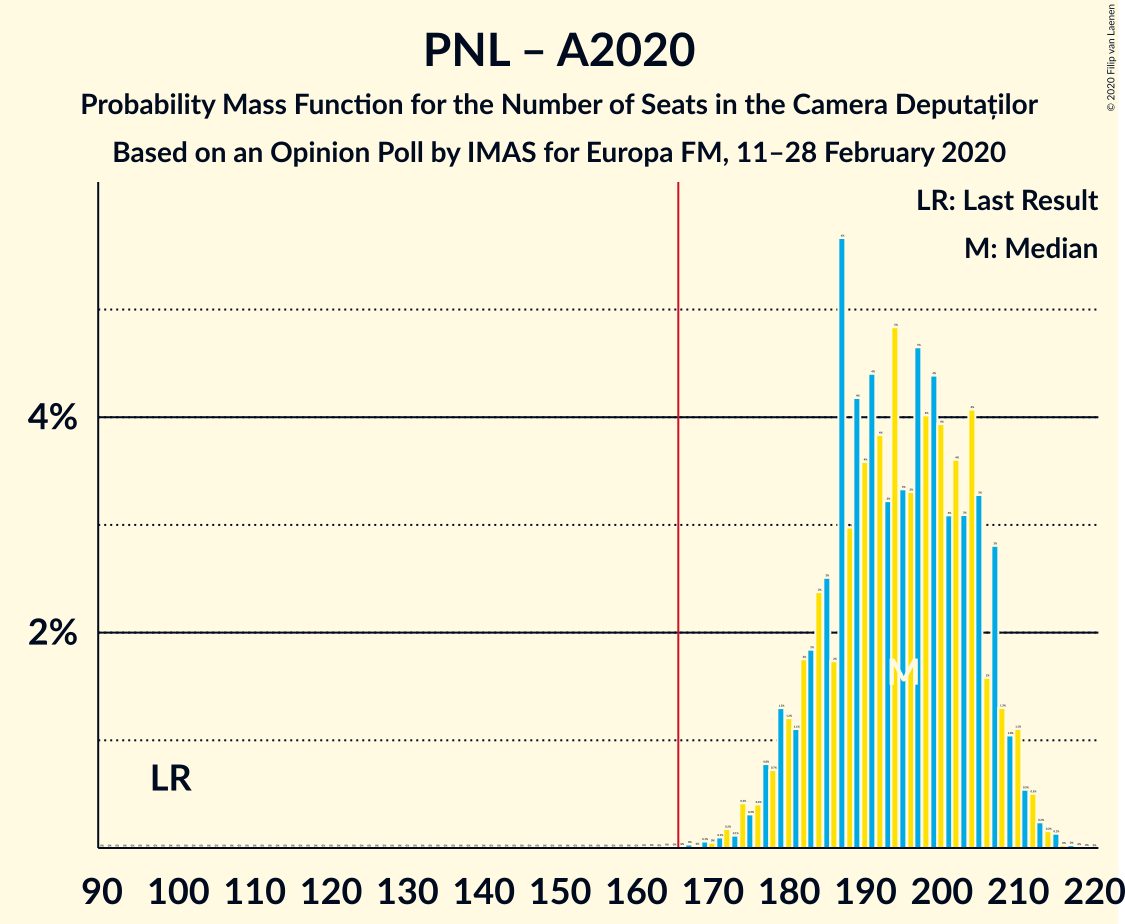 PNL – A2020
Probability Mass Function for the Number of Seats in the Camera Deputaților
Based on an Opinion Poll by IMAS for Europa FM, 11–28 February 2020
© 2020 Filip van Laenen
LR: Last Result
M: Median
4%
2%
M
LR
90 100 110 120 130 140 150 160 170 180 190 200 210 220